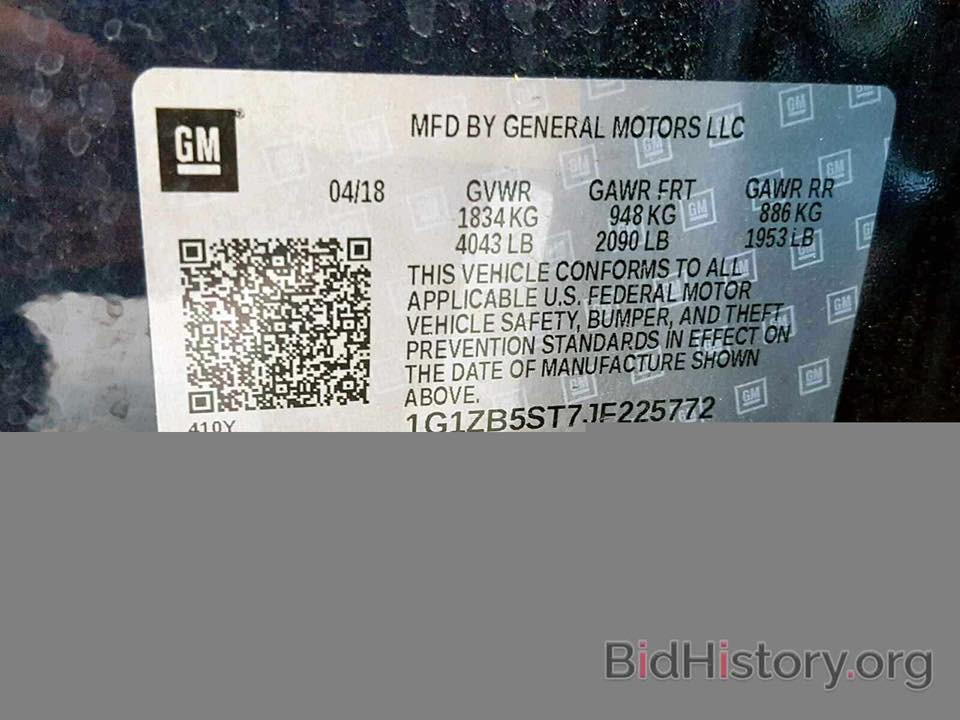 GM
MFD BY GENERAL MOTORS LLC
04/18 GVWR GAWR FRT GAWR RR
1834 KG 948 KG 886 KG
4043 LB 2090 LB 1953 LB
THIS VEHICLE CONFORMS TO ALL
APPLICABLE U.S. FEDERAL MOTOR
VEHICLE SAFETY, BUMPER, AND THEFT
PREVENTION STANDARDS IN EFFECT ON
THE DATE OF MANUFACTURE SHOWN
ABOVE.
410Y 1G1ZB5ST7JF225772
BidHistory.org